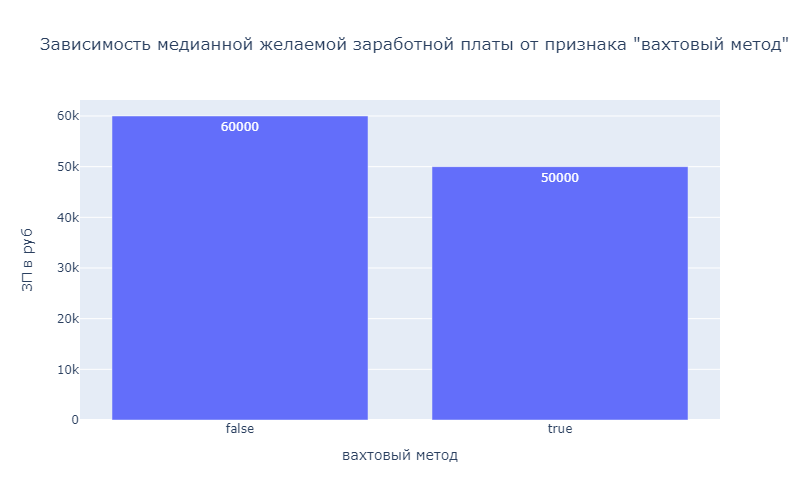 Зависимость медианной желаемой заработной платы от признака "вахтовый метод"
60k
50k
40k
30k
20k
10k
0
ЗП в руб
60000
50000
false
true
вахтовый метод